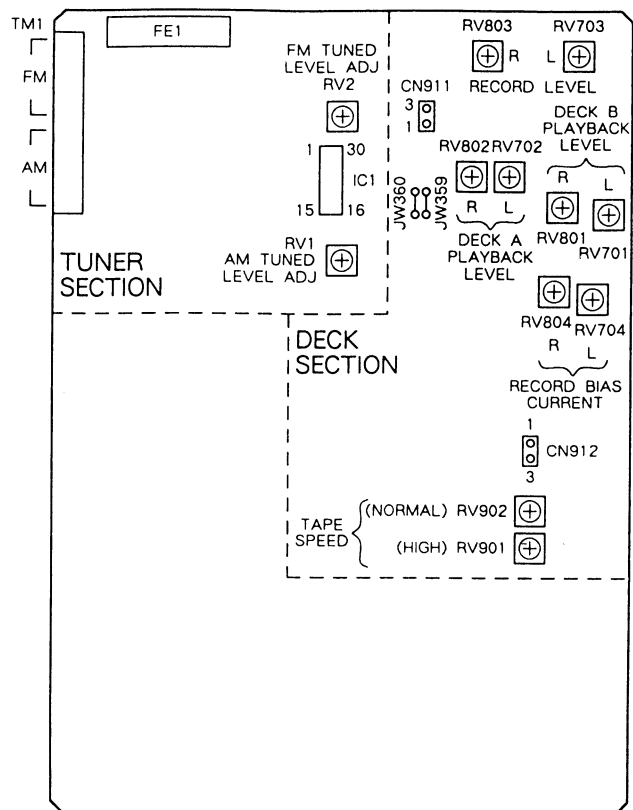 TM1
FM
AM
FE1
FM TUNED
LEVEL ADJ
RV2
1 30
IC1
15 16
RV1
AM TUNED
LEVEL ADJ
TUNER
SECTION
RV803 RV703
R L
RECORD LEVEL
CN911
3
1
JW360
JW359
RV802 RV702
R L
DECK A
PLAYBACK
LEVEL
DECK B
PLAYBACK
LEVEL
R L
RV801
RV701
RV804
RV704
R L
RECORD BIAS
CURRENT
DECK
SECTION
1
CN912
3
TAPE
SPEED
(NORMAL) RV902
(HIGH) RV901